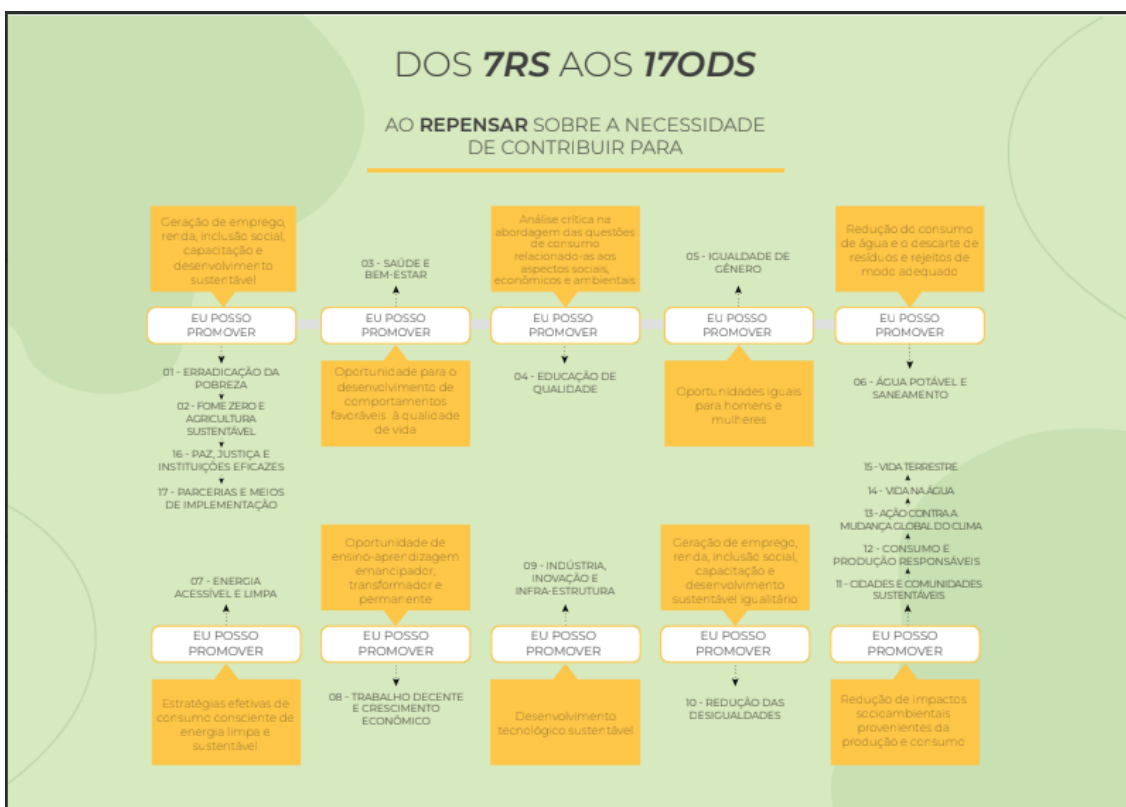 DOS 7RS AOS 17ODS
AO REPENSAR SOBRE A NECESSIDADE
DE CONTRIBUIR PARA
Geração de emprego,
renda, inclusão social,
capacitação e
desenvolvimento
sustentável
EU POSSO
PROMOVER
01 - ERRADICAÇÃO DA
POBREZA
02 - FOME ZERO E
AGRICULTURA
SUSTENTÁVEL
16 - PAZ, JUSTIÇA E
INSTITUIÇÕES EFICAZES
17 - PARCERIAS E MEIOS
DE IMPLEMENTAÇÃO
03 - SAÚDE E
BEM-ESTAR
EU POSSO
PROMOVER
Oportunidade para o
desenvolvimento de
comportamentos
favoráveis à qualidade
de vida
Análise crítica na
abordagem das questões
de consumo
relacionado-as aos
aspectos sociais,
econômicos e ambientais
EU POSSO
PROMOVER
04 - EDUCAÇÃO DE
QUALIDADE
05 - IGUALDADE DE
GÊNERO
EU POSSO
PROMOVER
Oportunidades iguais
para homens e
mulheres
Redução do consumo
de água e o descarte de
resíduos e rejeitos de
modo adequado
EU POSSO
PROMOVER
06 - ÁGUA POTÁVEL E
SANEAMENTO
07 - ENERGIA
ACESSÍVEL E LIMPA
EU POSSO
PROMOVER
Estratégias efetivas de
consumo consciente de
energia limpa e
sustentável
Oportunidade de
ensino-aprendizagem
emancipador,
transformador e
permanente
EU POSSO
PROMOVER
08 - TRABALHO DECENTE
E CRESCIMENTO
ECONÔMICO
09 - INDÚSTRIA,
INOVAÇÃO E
INFRA-ESTRUTURA
EU POSSO
PROMOVER
Desenvolvimento
tecnológico sustentável
Geração de emprego,
renda, inclusão social,
capacitação e
desenvolvimento
sustentável igualitário
EU POSSO
PROMOVER
10 - REDUÇÃO DAS
DESIGUALDADES
15 - VIDA TERRESTRE
14 - VIDA NA ÁGUA
13 - AÇÃO CONTRA A
MUDANÇA GLOBAL DO CLIMA
12 - CONSUMO E
PRODUÇÃO RESPONSÁVEIS
11 - CIDADES E COMUNIDADES
SUSTENTÁVEIS
EU POSSO
PROMOVER
Redução de impactos
socioambientais
provenientes da
produção e consumo